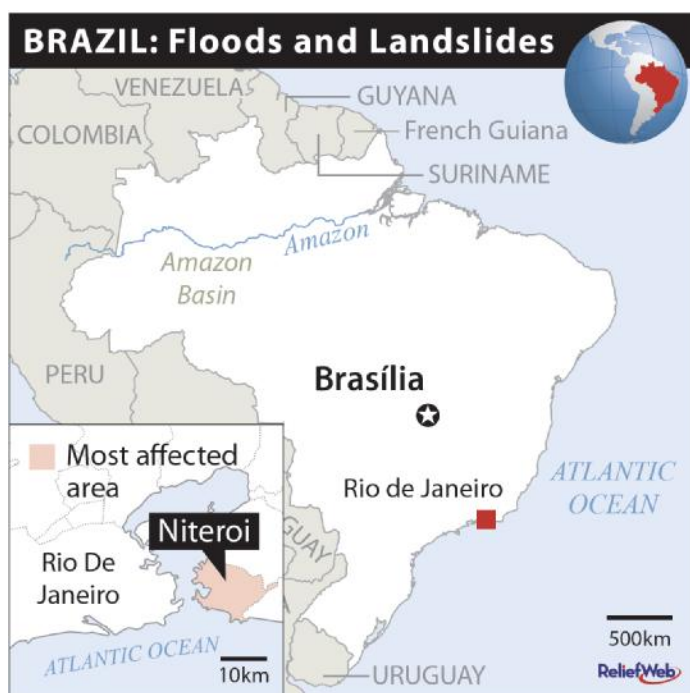 BRAZIL: Floods and Landslides
VENEZUELA
GUYANA
COLOMBIA
French Guiana
SURINAME
Amazon
Amazon
Basin
PERU
Brasília
Most affected
area
Rio de Janeiro
ATLANTIC
OCEAN
Niteroi
GUAY
Rio De
Janeiro
A
ATLANTIC OCEAN
10km
URUGUAY
500km
ReliefWeb